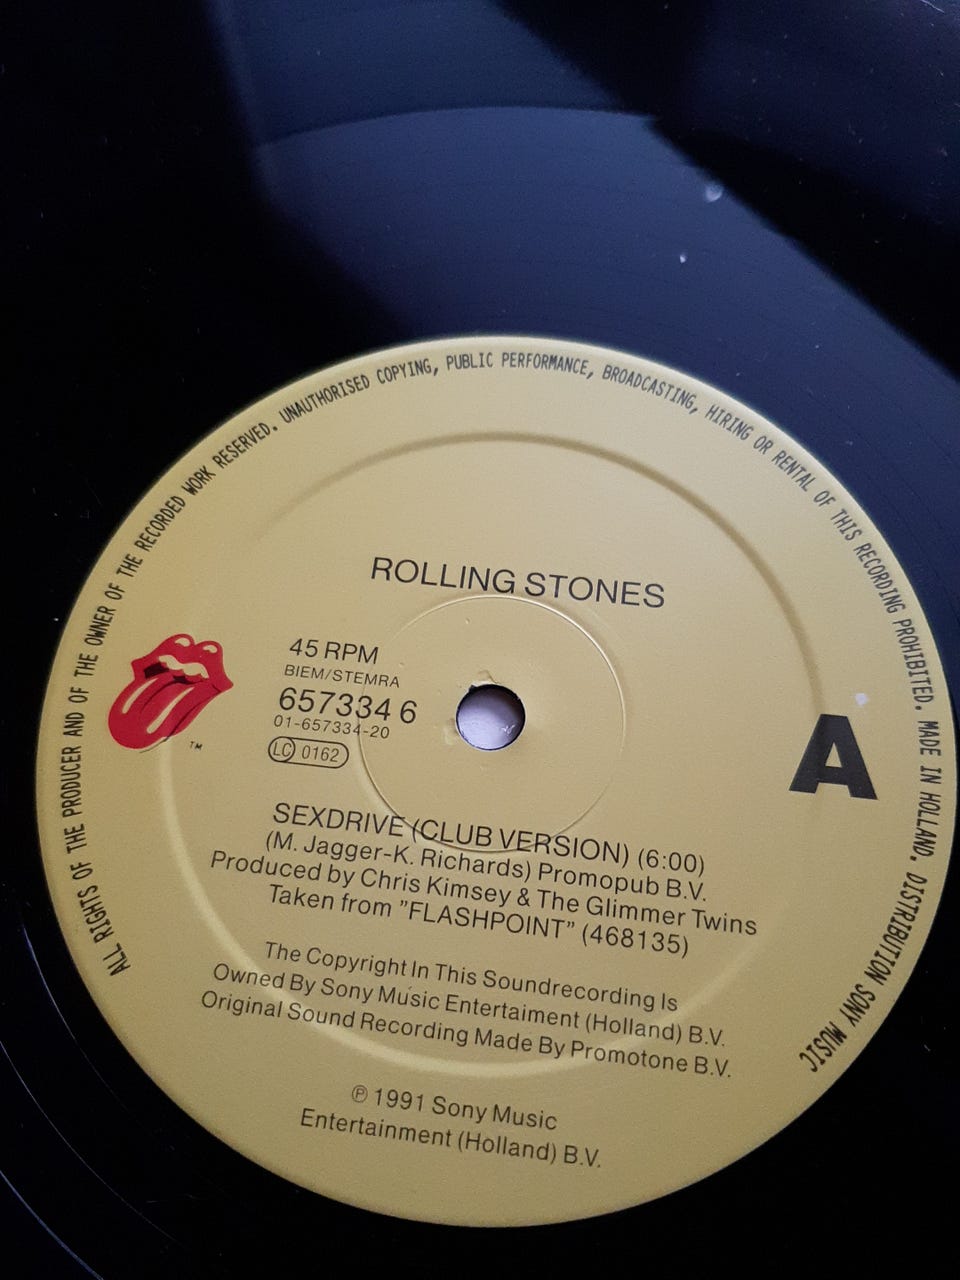 ALL RIGHTS OF THE PRODUCER AND OF THE OWNER OF THE RECORDED WORK RESERVED. UNAUTHORISED COPYING, PUBLIC PERFORMANCE, BROADCASTING, HIRING OR RENTAL OF THIS RECORDING PROHIBITED. MADE IN HOLLAND. DISTRIBUTION SONY MUSIC
ROLLING STONES
45 RPM
BIEM/STEMRA
657334 6
01-657334-20
LC 0162
TM
A
SEXDRIVE (CLUB VERSION) (6:00)
(M. Jagger-K. Richards) Promopub B.V.
Produced by Chris Kimsey & The Glimmer Twins
Taken from ”FLASHPOINT” (468135)
The Copyright In This Soundrecording Is
Owned By Sony Music Entertaiment (Holland) B.V.
Original Sound Recording Made By Promotone B.V.
℗ 1991 Sony Music
Entertainment (Holland) B.V.